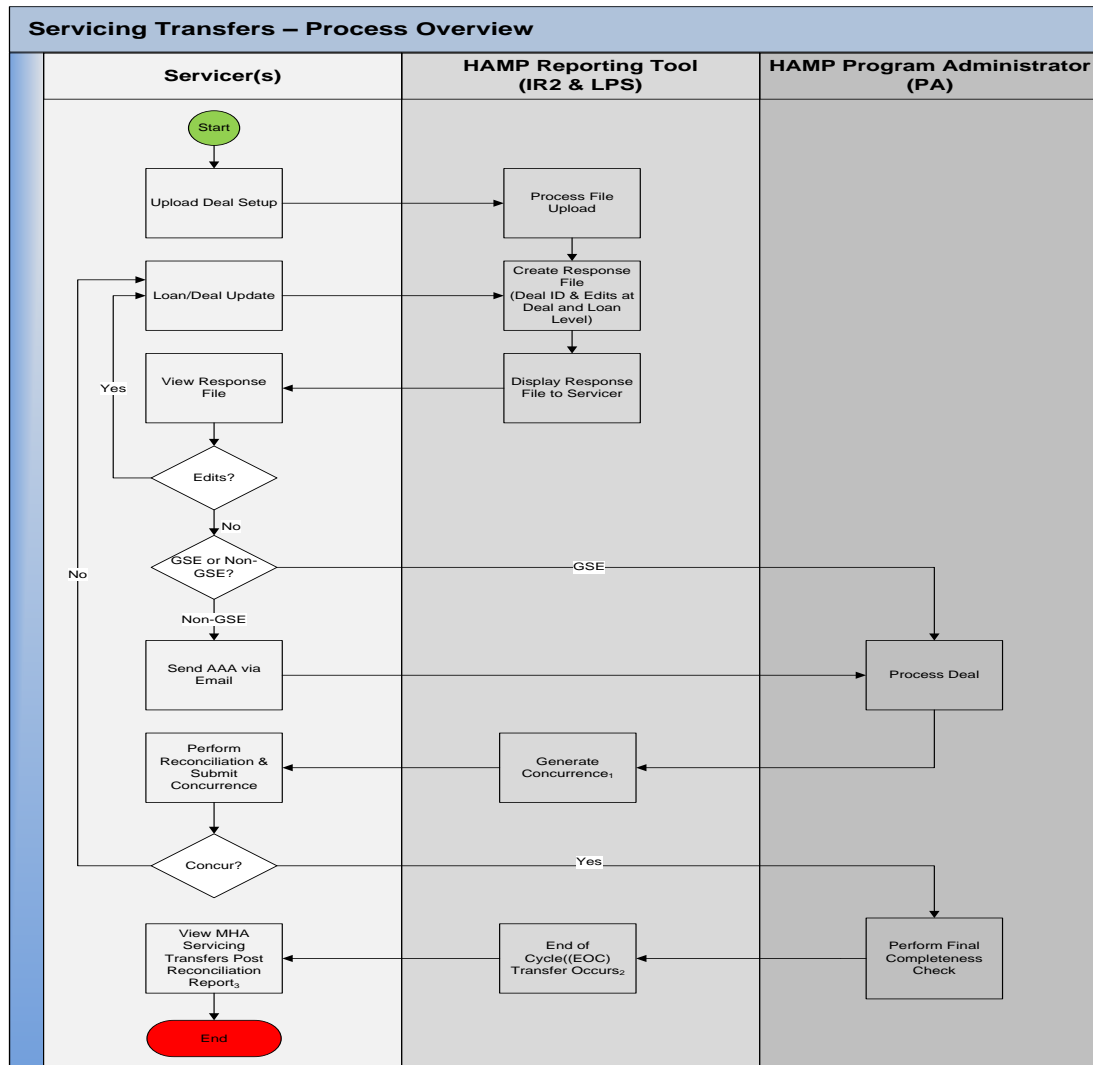 Servicing Transfers – Process Overview
Servicer(s)
HAMP Reporting Tool
(IR2 & LPS)
HAMP Program Administrator
(PA)
Start
Upload Deal Setup
Process File
Upload
Loan/Deal Update
Create Response
File
(Deal ID & Edits at
Deal and Loan
Level)
View Response
File
Display Response
File to Servicer
Yes
Edits?
No
GSE or Non-
GSE?
GSE
No
Non-GSE
Send AAA via
Email
Process Deal
Perform
Reconciliation &
Submit
Concurrence
Generate
Concurrence₁
Concur?
Yes
View MHA
Servicing
Transfers Post
Reconciliation
Report₃
End of
Cycle((EOC)
Transfer Occurs₂
Perform Final
Completeness
Check
End